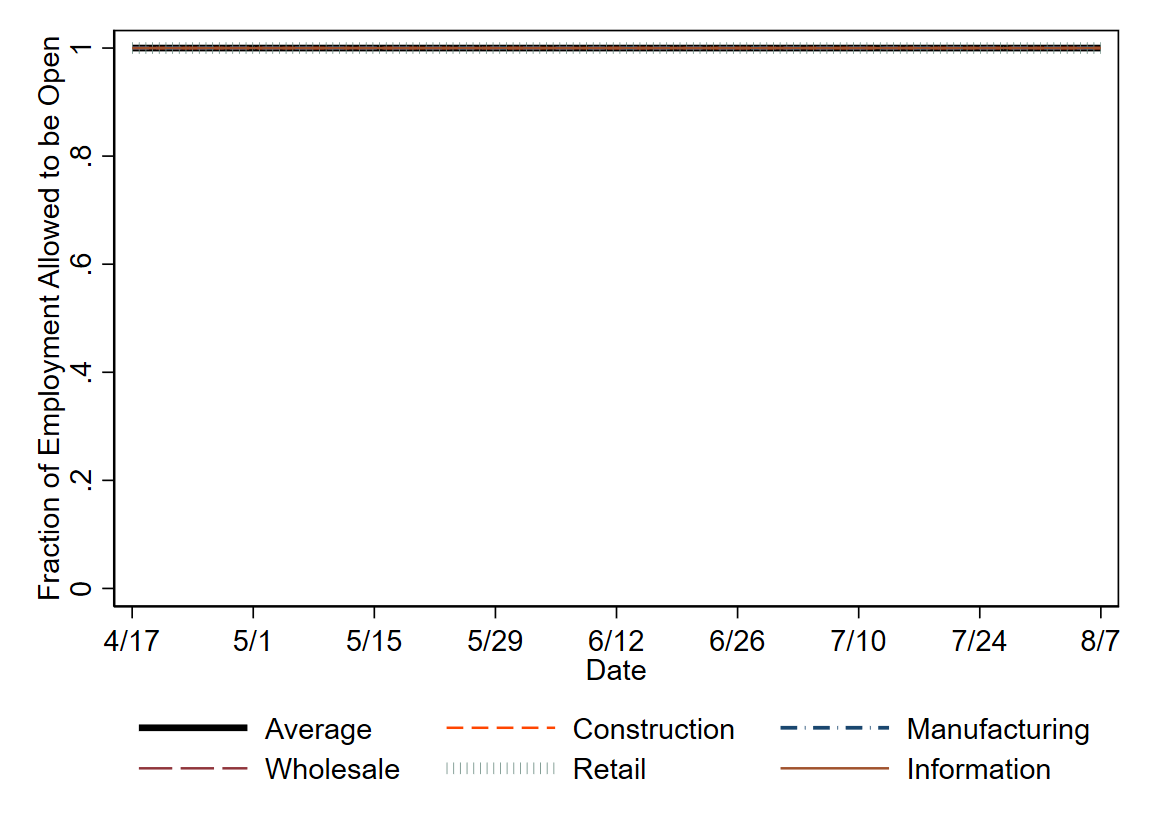 Fraction of Employment Allowed to be Open
1
.8
.6
.4
.2
0
4/17 5/1 5/15 5/29 6/12 6/26 7/10 7/24 8/7
Date
Average Construction Manufacturing
Wholesale Retail Information